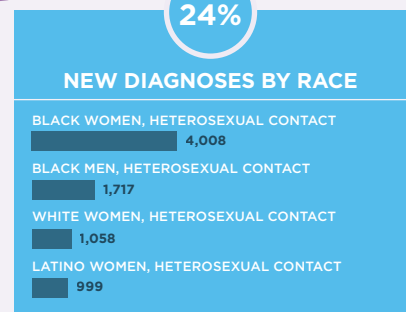 24%
NEW DIAGNOSES BY RACE
BLACK WOMEN, HETEROSEXUAL CONTACT
4,008
BLACK MEN, HETEROSEXUAL CONTACT
1,717
WHITE WOMEN, HETEROSEXUAL CONTACT
1,058
LATINO WOMEN, HETEROSEXUAL CONTACT
999